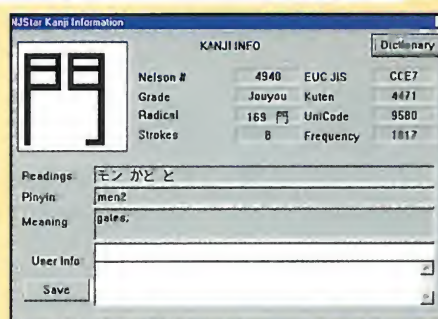 NJStar Kanji Information
門
KANJI INFO
Dictionary
Nelson # 4940 EUC JIS CCE7
Grade Jouyou Kuten 4471
Radical 169 門 UniCode 9580
Strokes 8 Frequency 1017
Readings モン かど と
Pinyin men2
Meaning gates;
User Info
Save